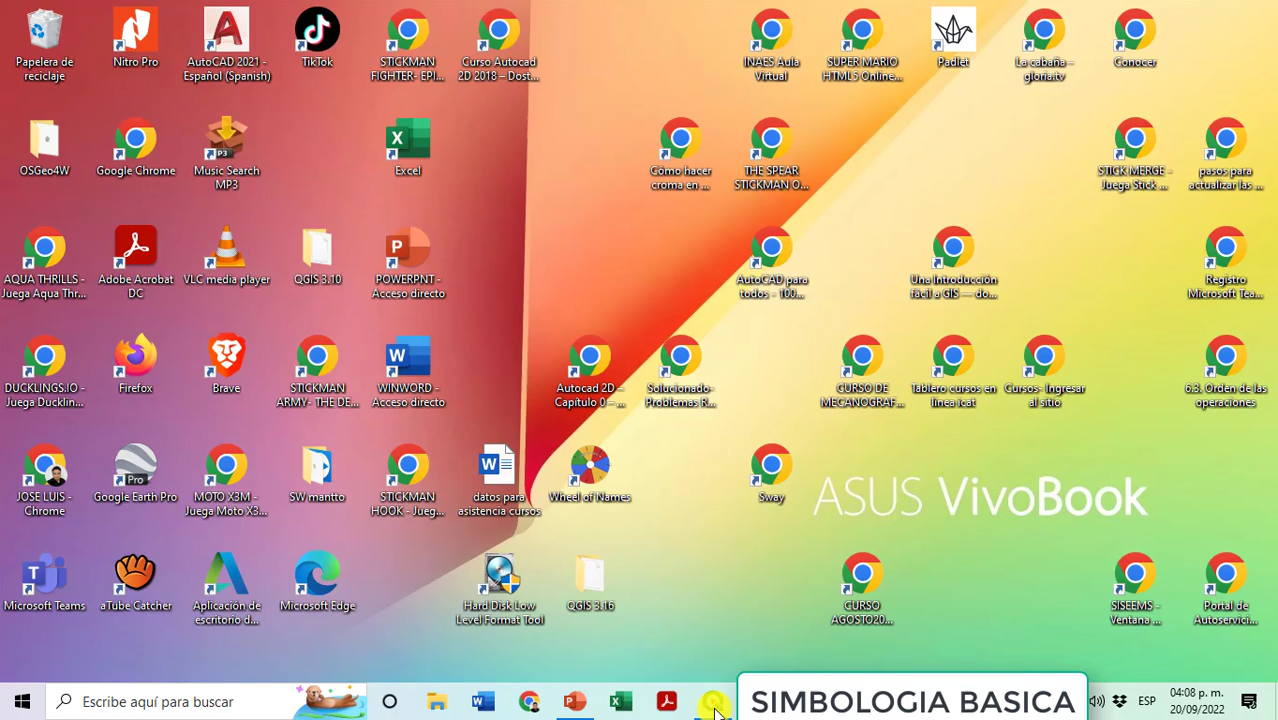 Papelera de
reciclaje
Nitro Pro
AutoCAD 2021 -
Español (Spanish)
TikTok
STICKMAN
FIGHTER- EPI...
Curso Autocad
2D 2018 – Dost...
INAES Aula
Virtual
SUPER MARIO
HTML5 Online...
Padlet
La cabaña –
gloria.tv
Conocer
OSGeo4W
Google Chrome
Music Search
MP3
Excel
Cómo hacer
croma en ...
THE SPEAR
STICKMAN O...
STICK MERGE -
Juega Stick ...
pasos para
actualizar las ...
AQUA THRILLS -
Juega Aqua Thr...
Adobe Acrobat
DC
VLC media player
QGIS 3.10
POWERPNT -
Acceso directo
AutoCAD para
todos - 100...
Una Introducción
fácil a GIS — do...
Registro
Microsoft Tea...
DUCKLINGS.IO -
Juega Ducklin...
Firefox
Brave
STICKMAN
ARMY- THE DE...
WINWORD -
Acceso directo
Autocad 2D –
Capítulo 0 – ...
Solucionado-
Problemas R...
CURSO DE
MECANOGRAF...
Tablero cursos en
línea icat
Cursos- Ingresar
al sitio
6.3. Orden de las
operaciones
JOSE LUIS -
Chrome
Google Earth Pro
MOTO X3M -
Juega Moto X3...
SW mantto
STICKMAN
HOOK - Jueg...
datos para
asistencia cursos
Wheel of Names
Sway
ASUS VivoBook
Microsoft Teams
aTube Catcher
Aplicación de
escritorio d...
Microsoft Edge
Hard Disk Low
Level Format Tool
QGIS 3.16
CURSO
AGOSTO20...
SISEEMS -
Ventana ...
Portal de
Autoservici...
Escribe aquí para buscar
SIMBOLOGIA BASICA
ESP
04:08 p. m.
20/09/2022